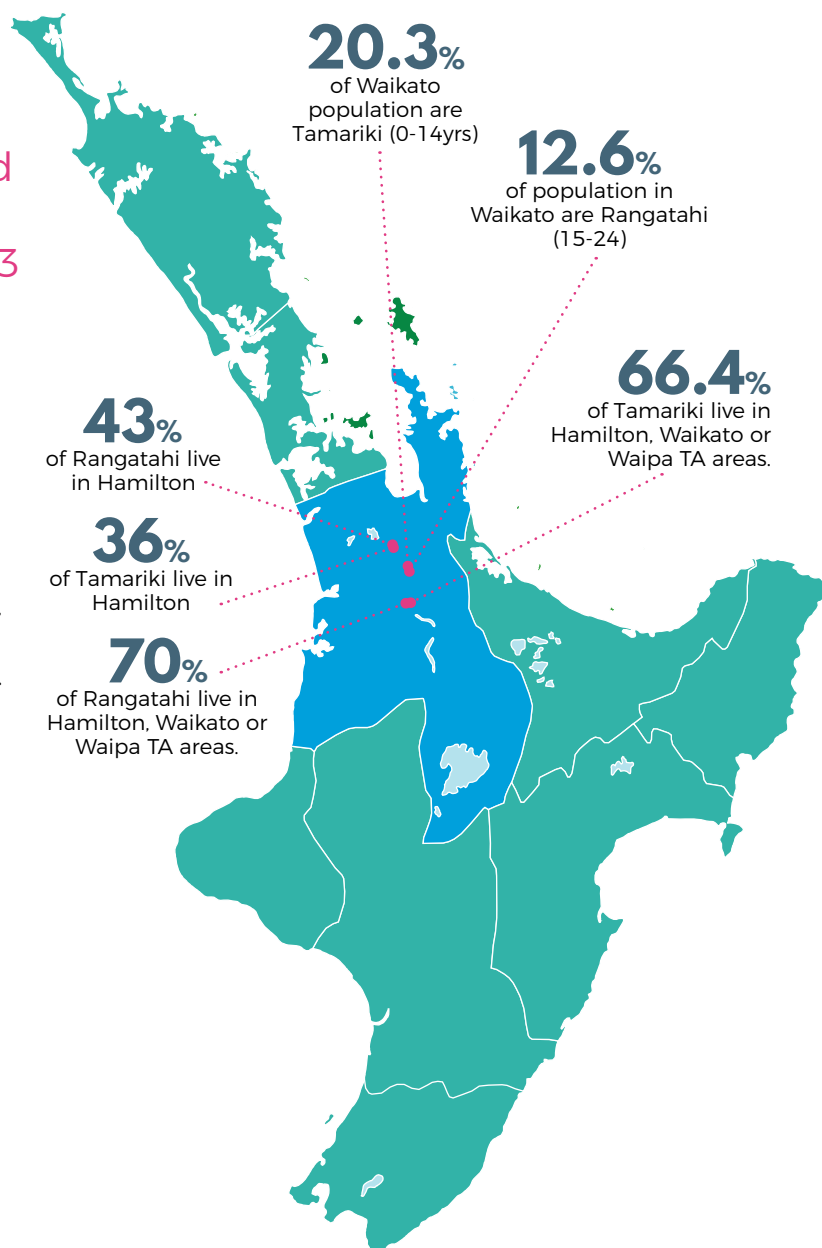 20.3%
of Waikato
population are
Tamariki (0-14yrs)
12.6%
of population in
Waikato are Rangatahi
(15-24)
d
3
66.4%
of Tamariki live in
Hamilton, Waikato or
Waipa TA areas.
43%
of Rangatahi live
in Hamilton
36%
of Tamariki live in
Hamilton
70%
of Rangatahi live in
Hamilton, Waikato or
Waipa TA areas.